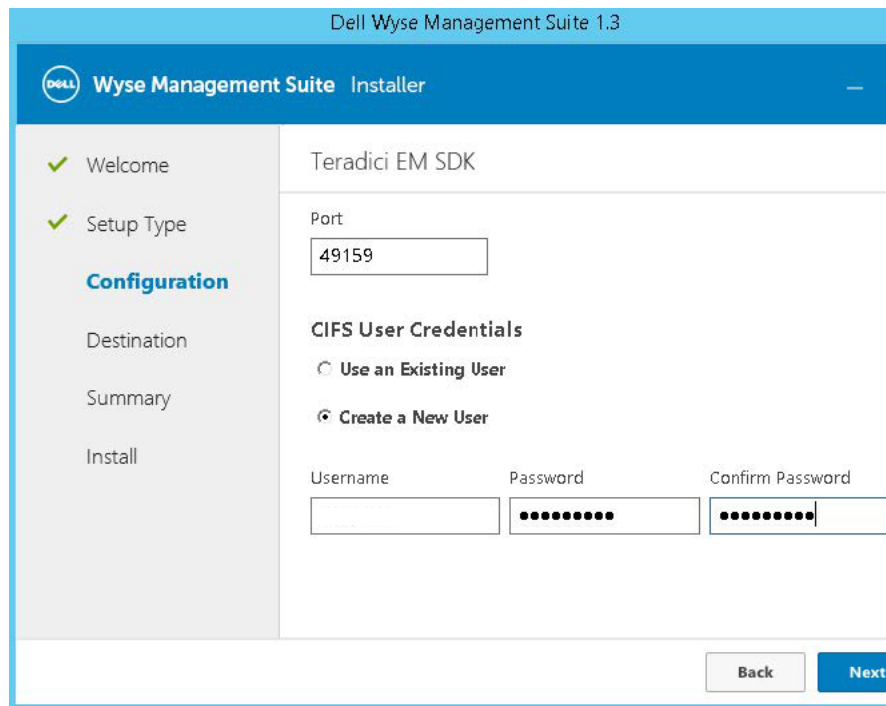 Dell Wyse Management Suite 1.3
DELL Wyse Management Suite Installer
Welcome
Setup Type
Configuration
Destination
Summary
Install
Teradici EM SDK
Port
49159
CIFS User Credentials
Use an Existing User
Create a New User
Username Password Confirm Password
●●●●●●●●● ●●●●●●●●●
Back Next